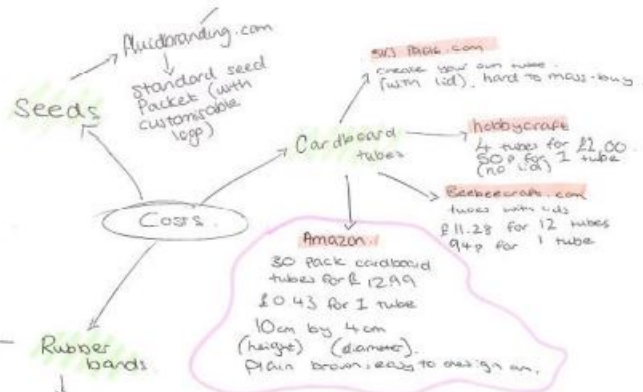 fluidbranding.com
standard seed
Packet (with
customisable
logo)
Seeds
Costs.
Cardboard
tubes
.com
create your own tube.
(with lid), hard to mass-buy
hobbycraft
4 tubes for £2.00.
50p for 1 tube
(no lid)
Beebeecraft.com
tubes with lids
£11.28 for 12 tubes
94p for 1 tube
Amazon.
30 pack cardboard
tubes for £12.99
£0.43 for 1 tube
10cm by 4cm
(height) (diameter).
Plain brown, easy to design on.
Rubber
bands.